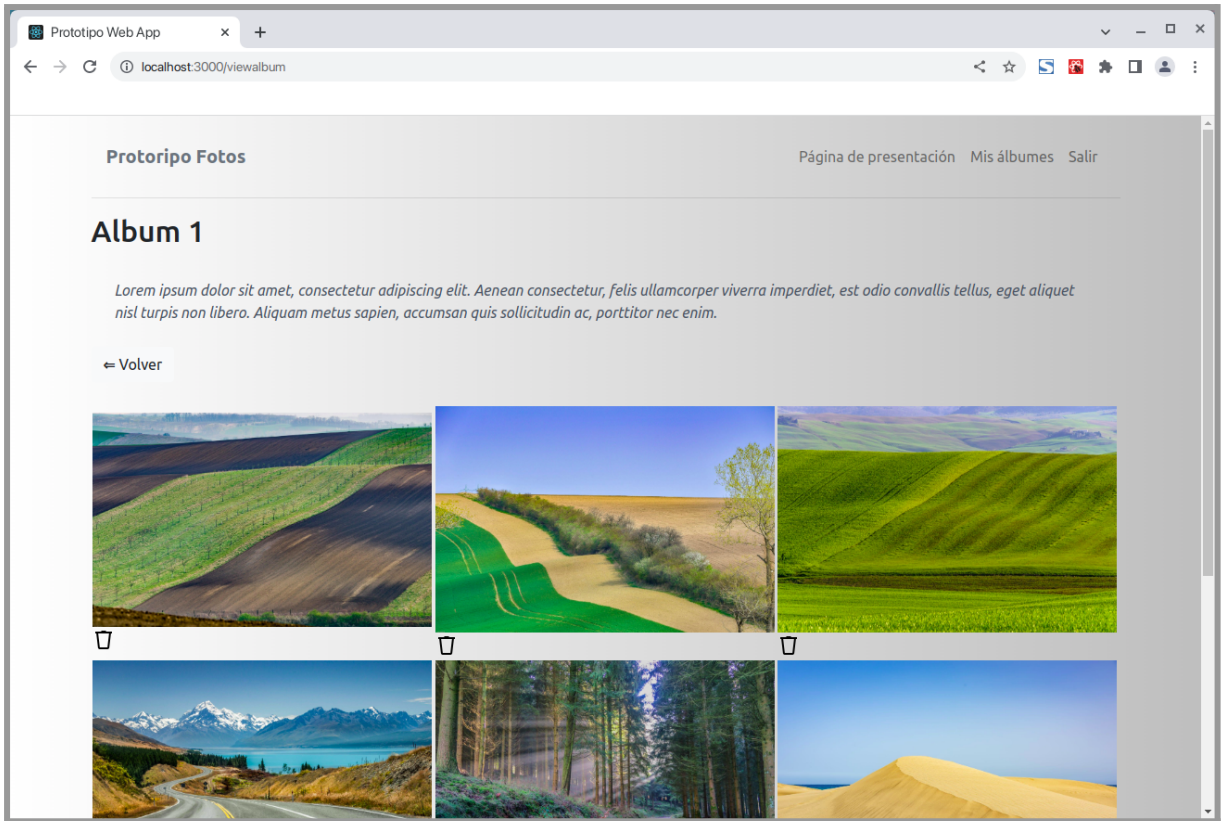 Prototipo Web App
localhost:3000/viewalbum
Protoripo Fotos
Página de presentación Mis álbumes Salir
Album 1
Lorem ipsum dolor sit amet, consectetur adipiscing elit. Aenean consectetur, felis ullamcorper viverra imperdiet, est odio convallis tellus, eget aliquet
nisl turpis non libero. Aliquam metus sapien, accumsan quis sollicitudin ac, porttitor nec enim.
⇐ Volver